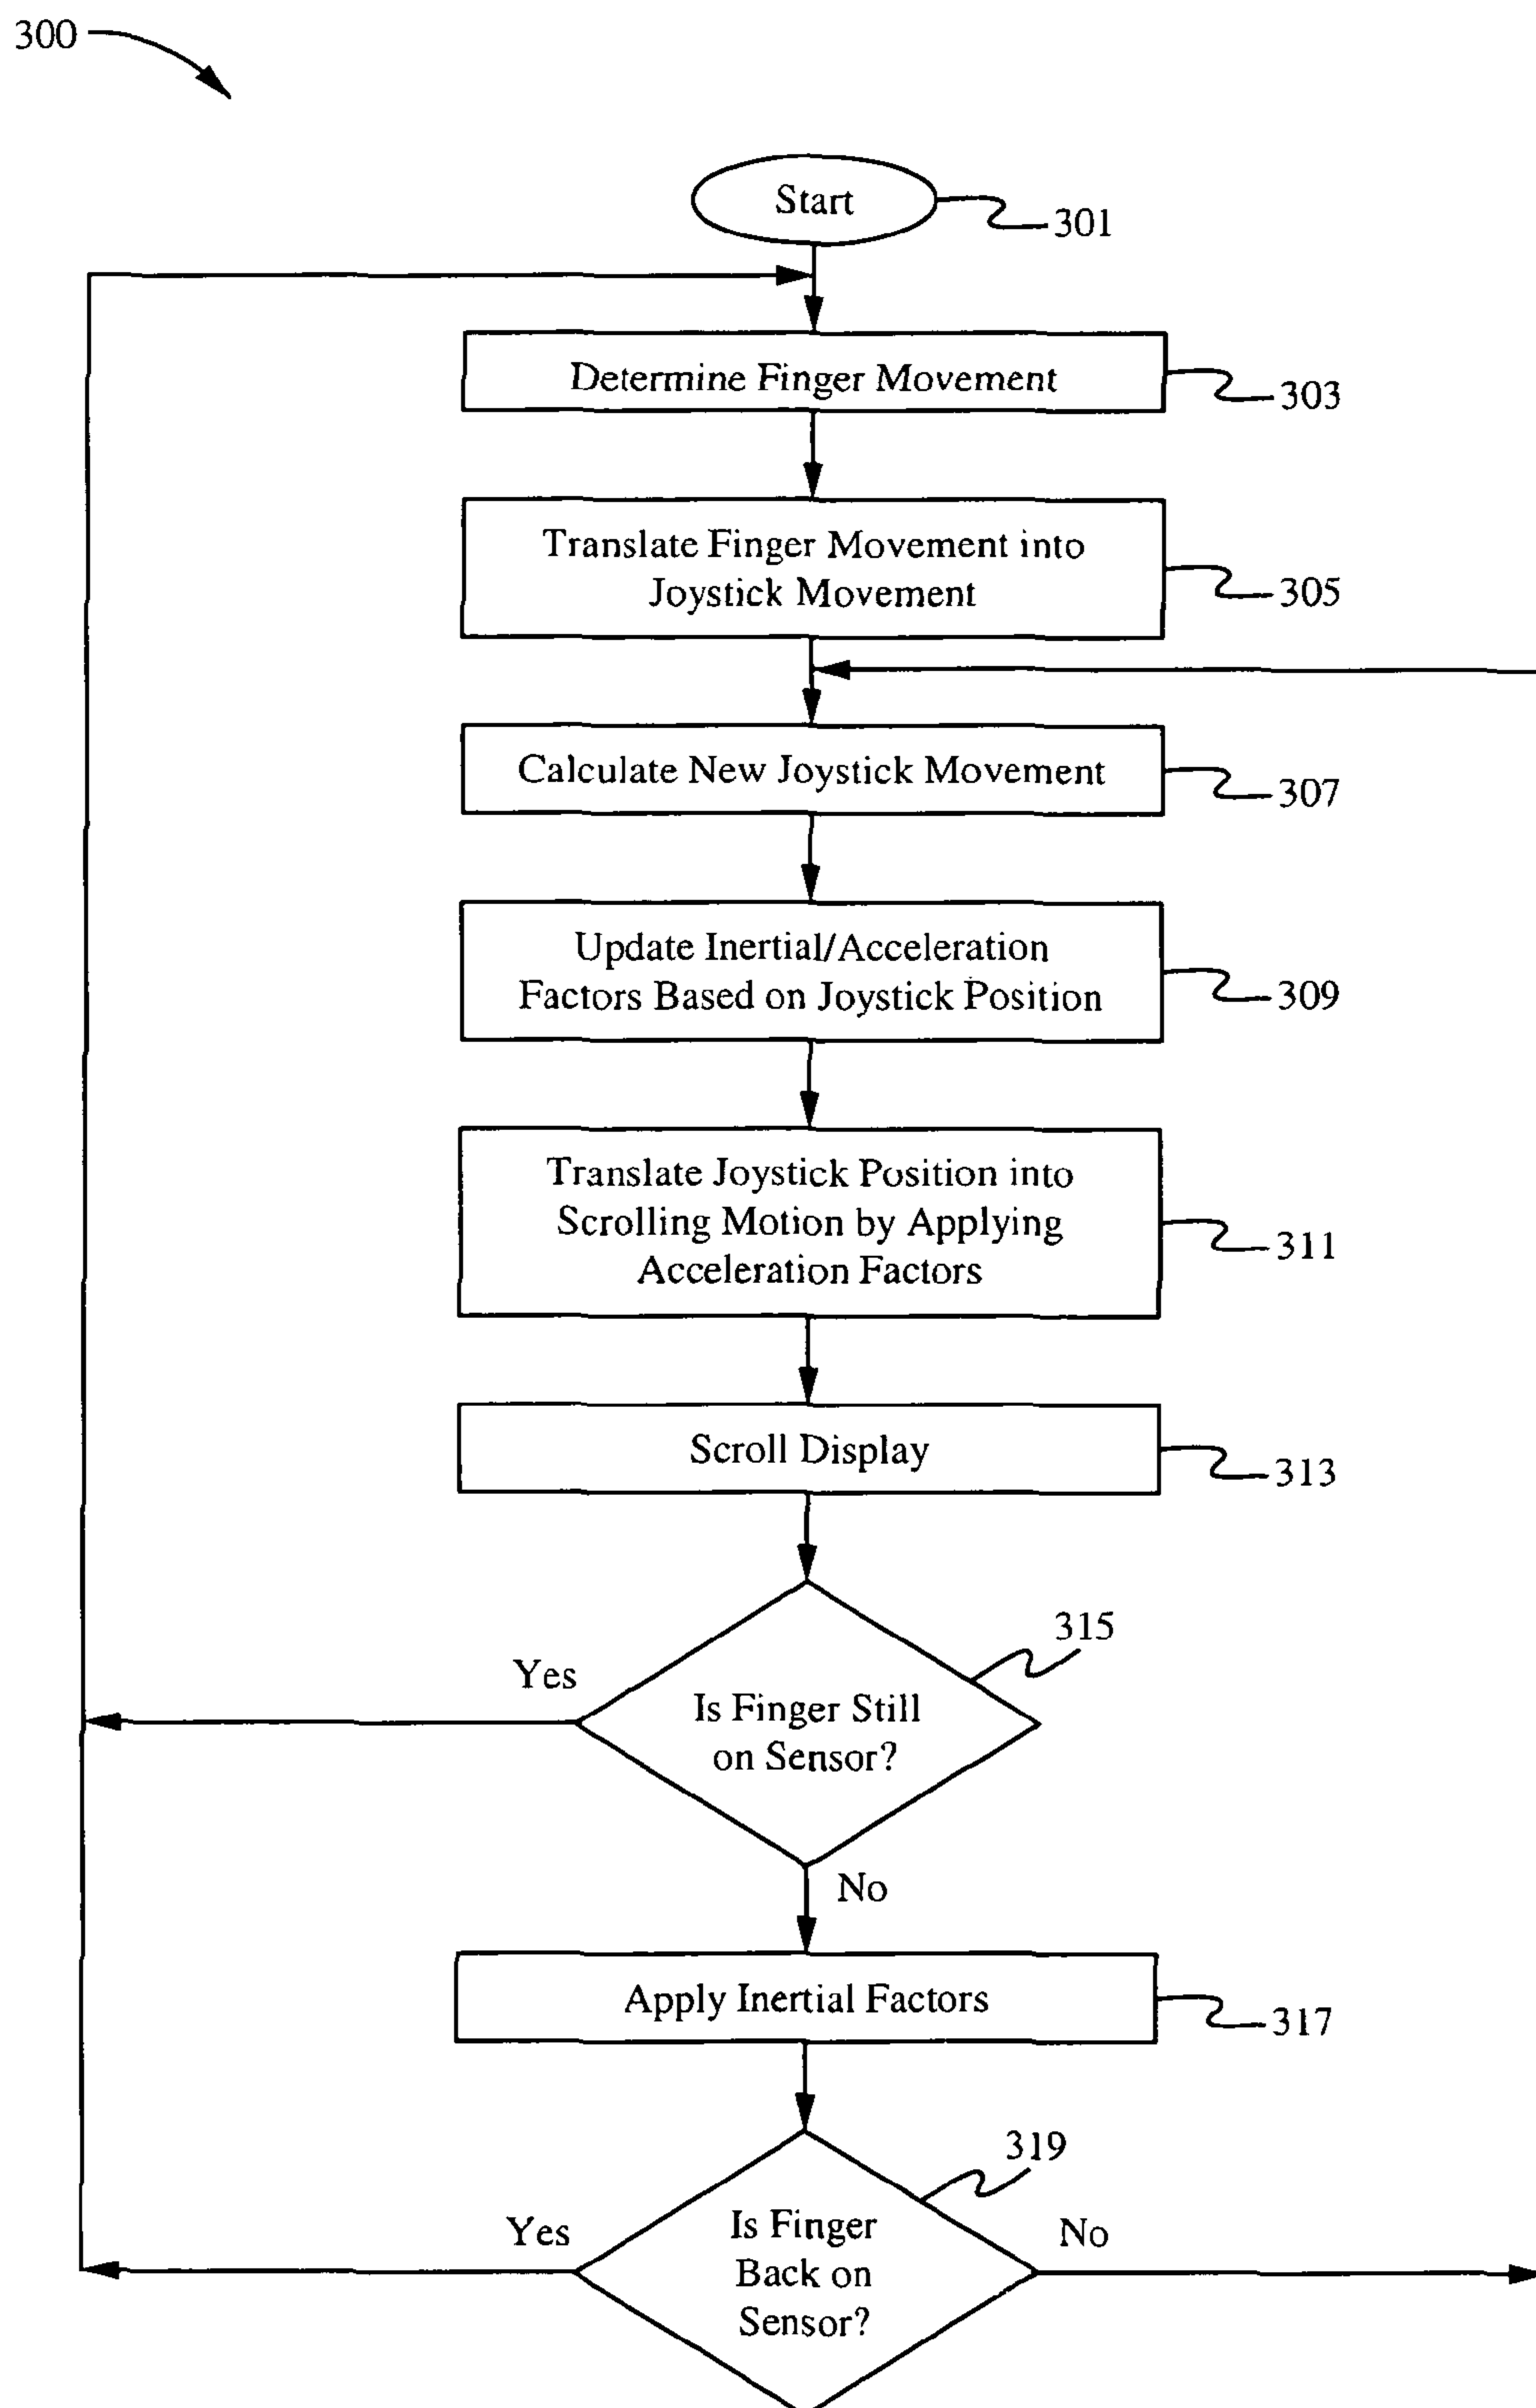 300
Start
301
Determine Finger Movement
303
Translate Finger Movement into
Joystick Movement
305
Calculate New Joystick Movement
307
Update Inertial/Acceleration
Factors Based on Joystick Position
309
Translate Joystick Position into
Scrolling Motion by Applying
Acceleration Factors
311
Scroll Display
313
315
Yes
Is Finger Still
on Sensor?
No
Apply Inertial Factors
317
319
Yes
Is Finger
Back on
Sensor?
No